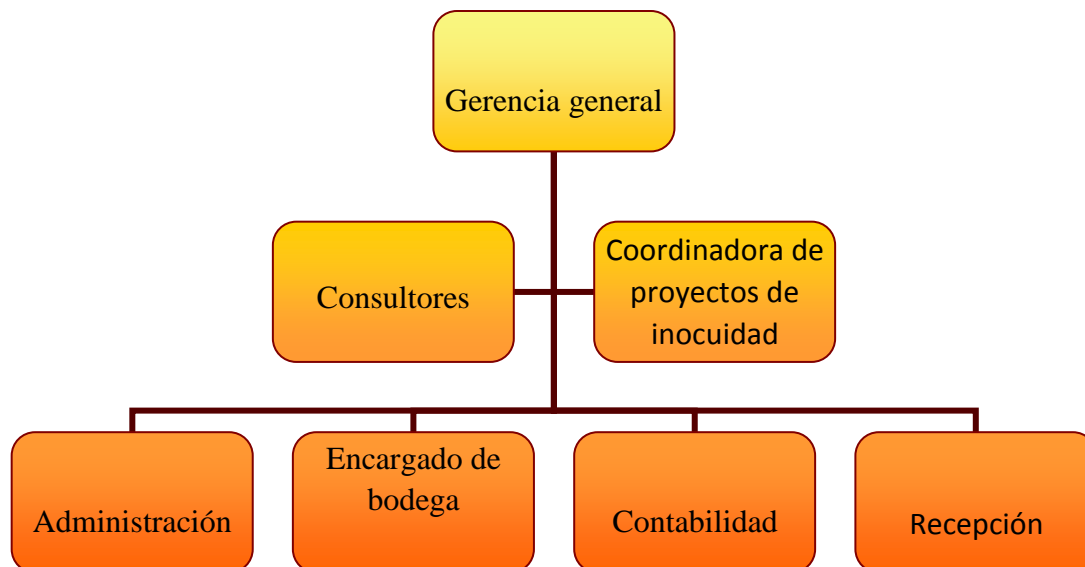 Gerencia general
Consultores
Coordinadora de
proyectos de
inocuidad
Administración
Encargado de
bodega
Contabilidad
Recepción